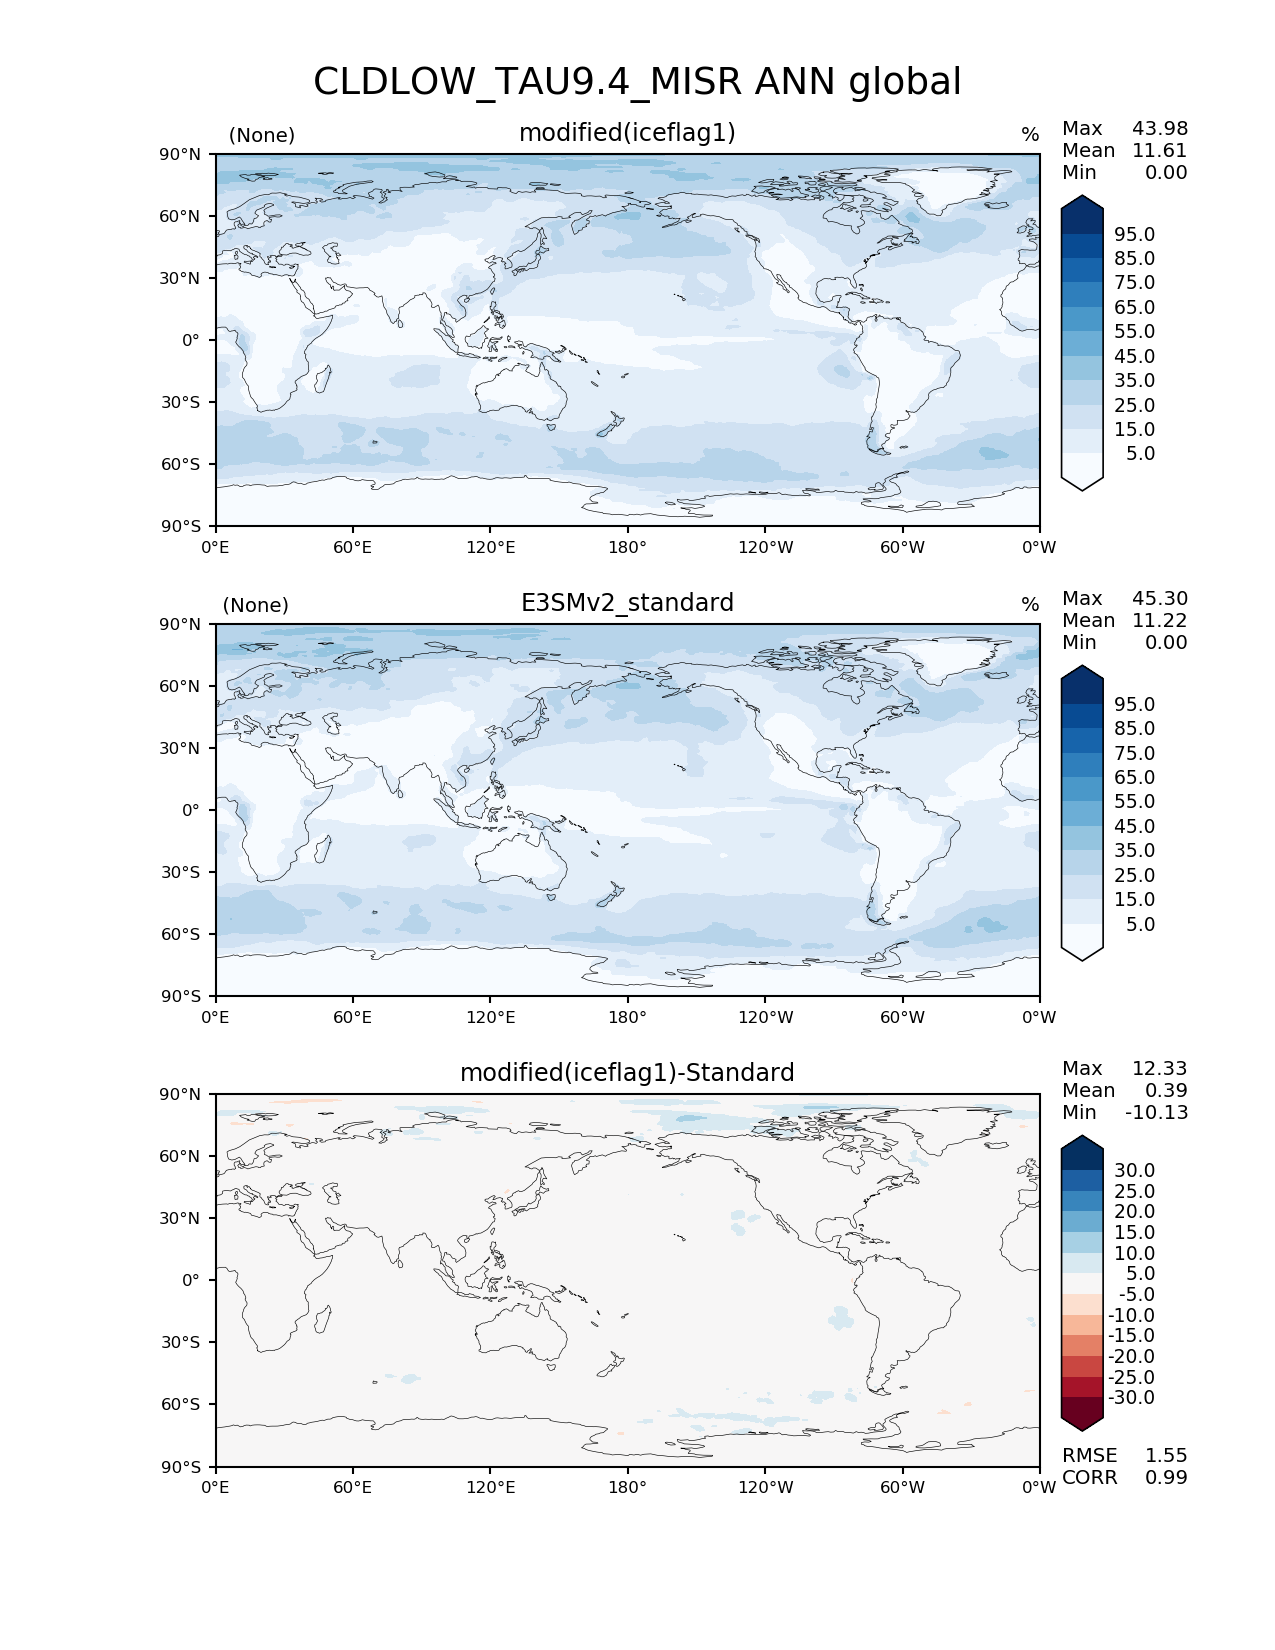 CLDLOW_TAU9.4_MISR ANN global
(None) modified(iceflag1) %
Max 43.98
Mean 11.61
Min 0.00
90°N
60°N
30°N
0°
30°S
60°S
90°S
0°E 60°E 120°E 180° 120°W 60°W 0°W
95.0
85.0
75.0
65.0
55.0
45.0
35.0
25.0
15.0
5.0
(None) E3SMv2_standard %
Max 45.30
Mean 11.22
Min 0.00
90°N
60°N
30°N
0°
30°S
60°S
90°S
0°E 60°E 120°E 180° 120°W 60°W 0°W
95.0
85.0
75.0
65.0
55.0
45.0
35.0
25.0
15.0
5.0
modified(iceflag1)-Standard
Max 12.33
Mean 0.39
Min -10.13
90°N
60°N
30°N
0°
30°S
60°S
90°S
0°E 60°E 120°E 180° 120°W 60°W 0°W
30.0
25.0
20.0
15.0
10.0
5.0
-5.0
-10.0
-15.0
-20.0
-25.0
-30.0
RMSE 1.55
CORR 0.99